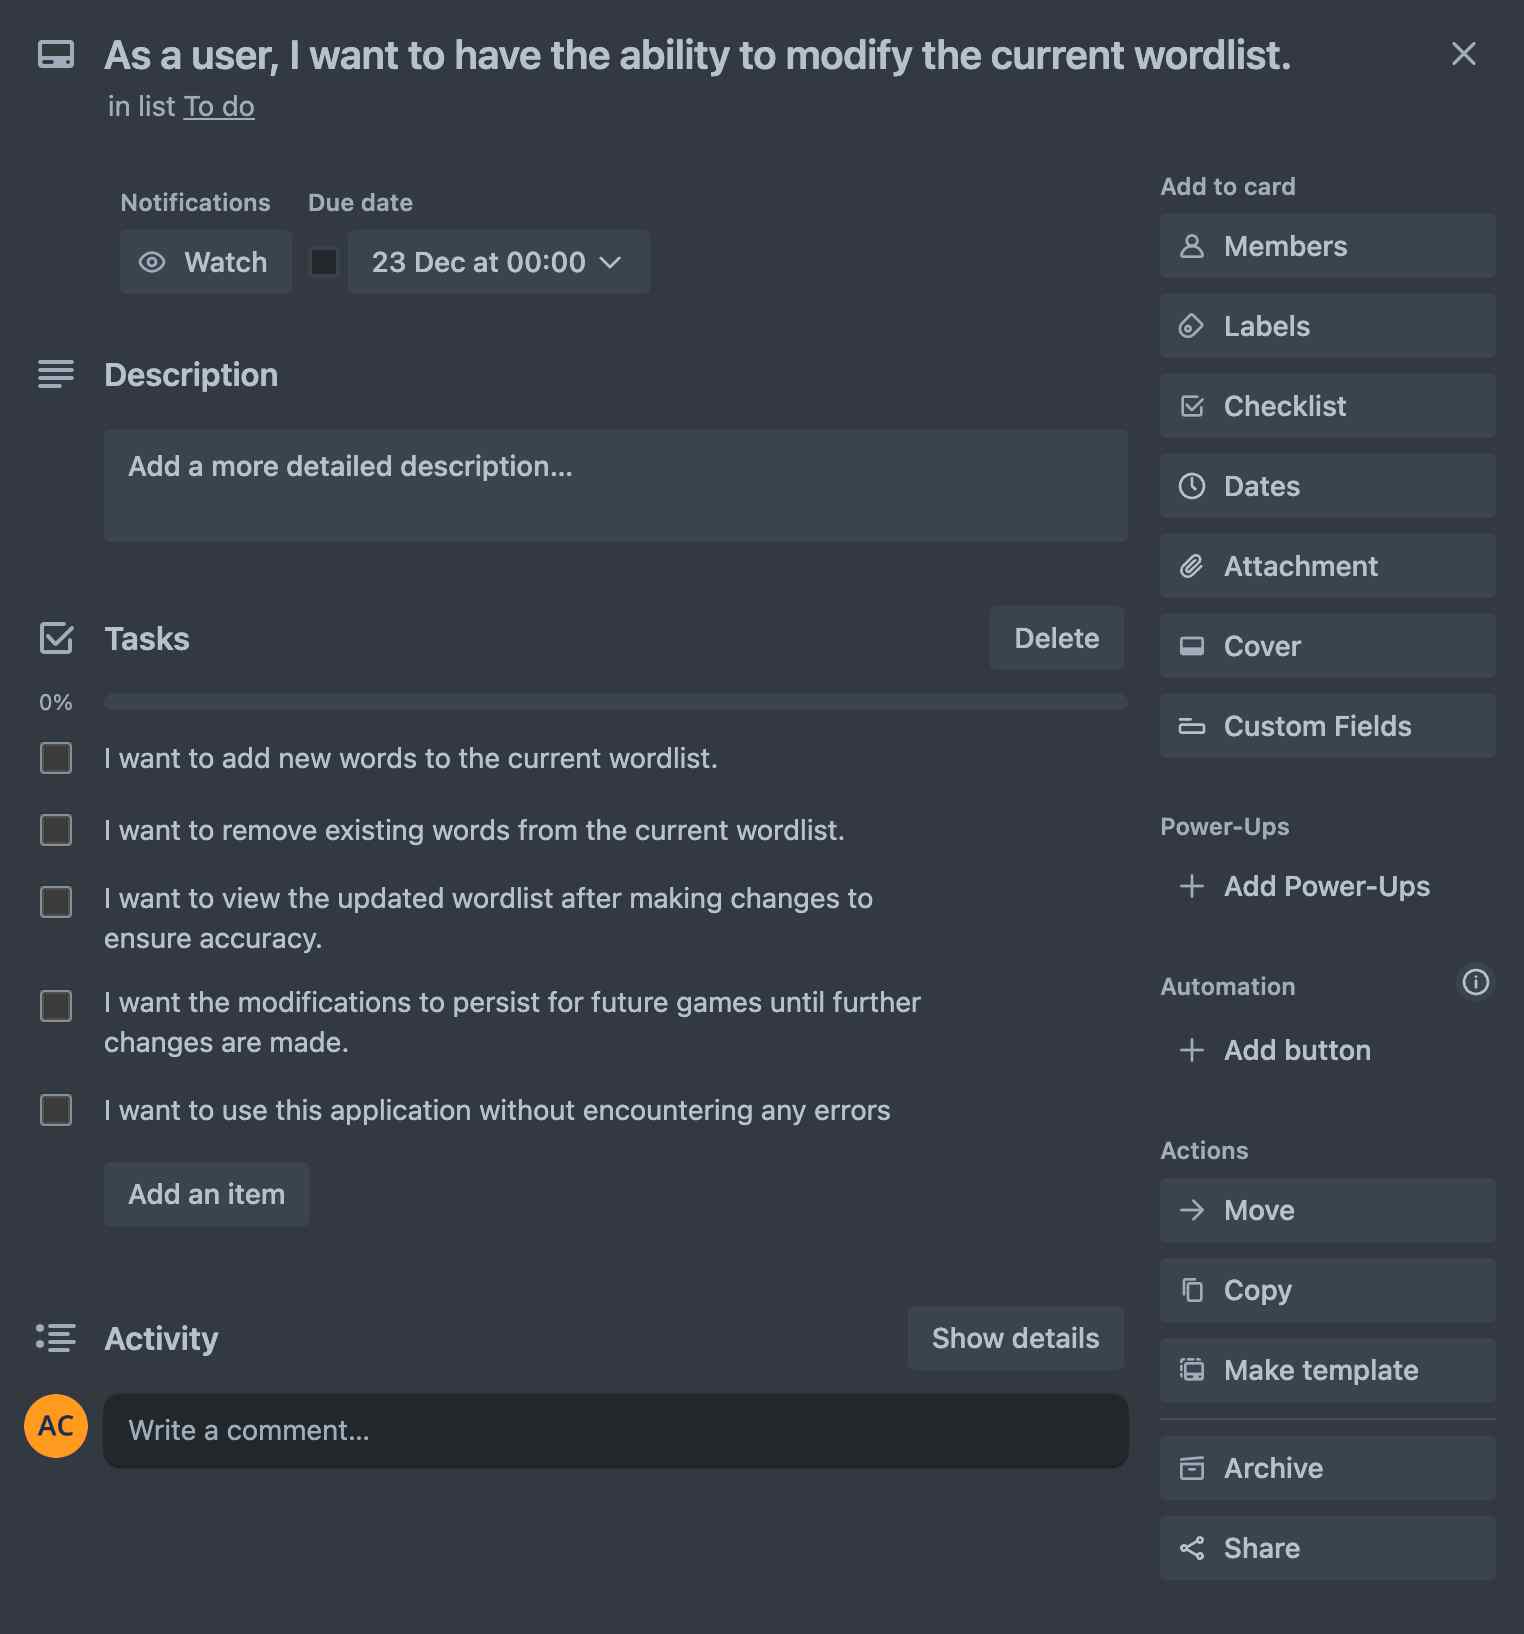 As a user, I want to have the ability to modify the current wordlist.
in list To do
Notifications
Due date
Watch
23 Dec at 00:00
Description
Add a more detailed description...
Tasks
Delete
0%
I want to add new words to the current wordlist.
I want to remove existing words from the current wordlist.
I want to view the updated wordlist after making changes to
ensure accuracy.
I want the modifications to persist for future games until further
changes are made.
I want to use this application without encountering any errors
Add an item
Activity
Show details
AC
Write a comment...
Add to card
Members
Labels
Checklist
Dates
Attachment
Cover
Custom Fields
Power-Ups
Add Power-Ups
Automation
Add button
Actions
Move
Copy
Make template
Archive
Share